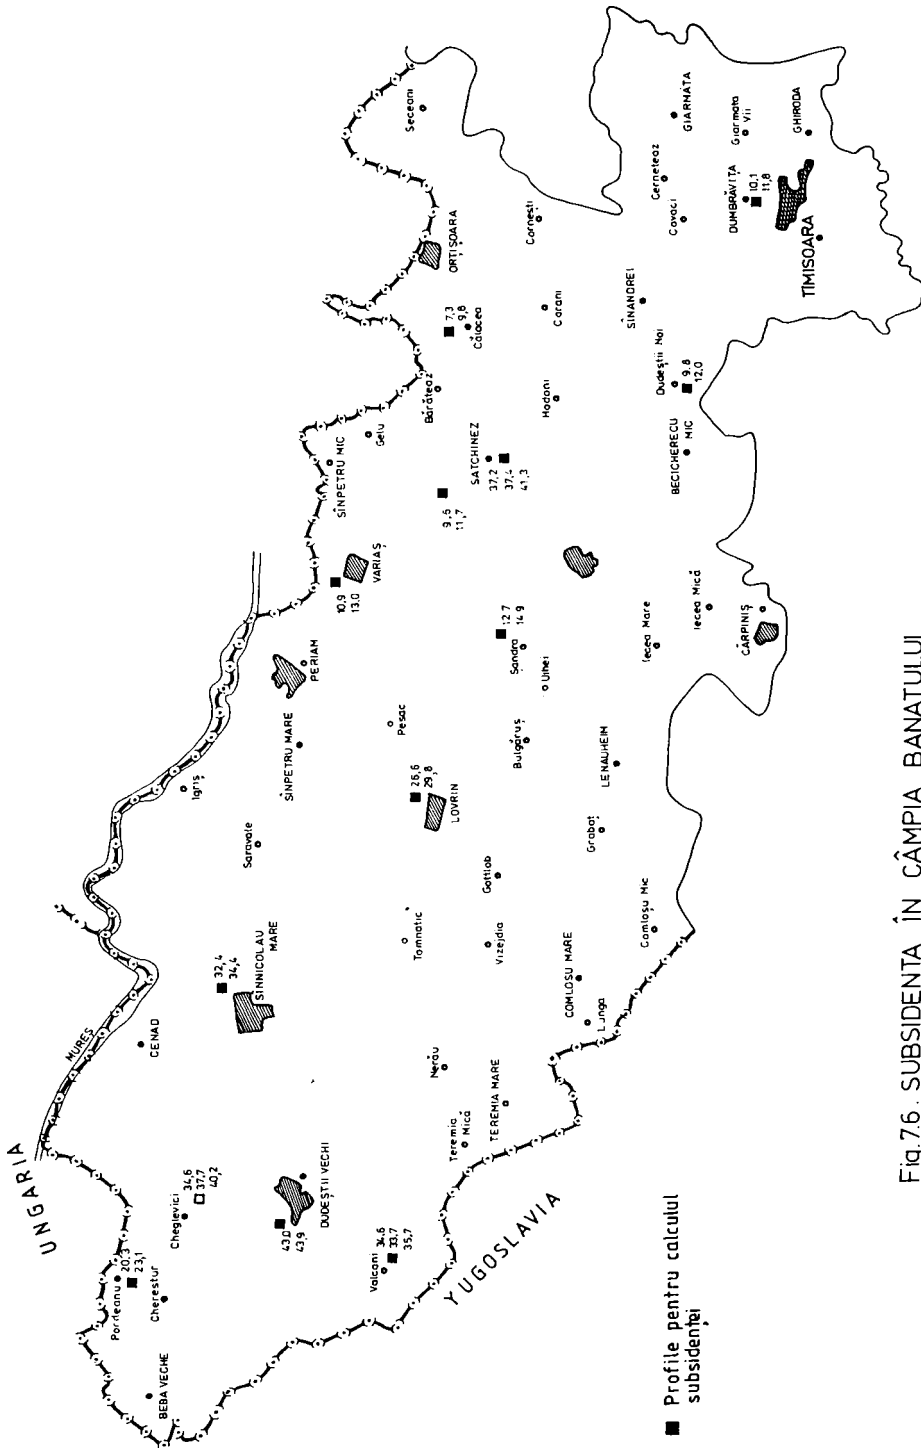 UNGARIA
MUREȘ
YUGOSLAVIA
BEBA VECHE
Cherestur
Pordeanu
20,3
23,1
Cheglevici
34,6
37,7
40,2
CENAD
DUDEȘTII VECHI
43,0
43,9
Valcani
34,6
33,7
35,7
SÎNNICOLAU
MARE
32,4
34,4
Saravale
Igriș
Teremia
Mică
TEREMIA MARE
Nerău
Tomnatic
Vizejdia
Gottlob
COMLOȘU MARE
Lunga
Comloșu Mic
LOVRIN
26,6
29,8
Pesac
SÎNPETRU MARE
PERIAM
Grabaț
LENAUHEIM
Bulgăruș
Uihei
Șandra
12,7
14,9
VARIAȘ
10,9
13,0
SÎNPETRU MIC
Gelu
9,6
11,7
SATCHINEZ
37,2
37,4
41,3
Iecea Mare
Iecea Mică
CĂRPINIȘ
BECICHERECU
MIC
Dudeștii Noi
9,8
12,0
Hodoni
Bărăteaz
Călacea
7,3
9,8
Carani
SÎNANDREI
ORȚIȘOARA
Cornești
Covaci
Cerneteaz
Seceani
GIARMATA
Giarmata
Vii
DUMBRĂVIȚA
10,1
11,8
GHIRODA
TIMISOARA
Profile pentru calculul
subsidenței
Fig. 7.6. SUBSIDENȚA ÎN CÂMPIA BANATULUI